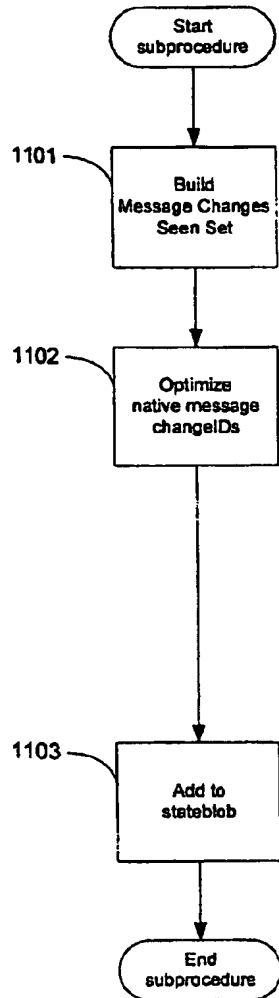 Start
subprocedure
1101
Build
Message Changes
Seen Set
1102
Optimize
native message
changeIDs
1103
Add to
stateblob
End
subprocedure